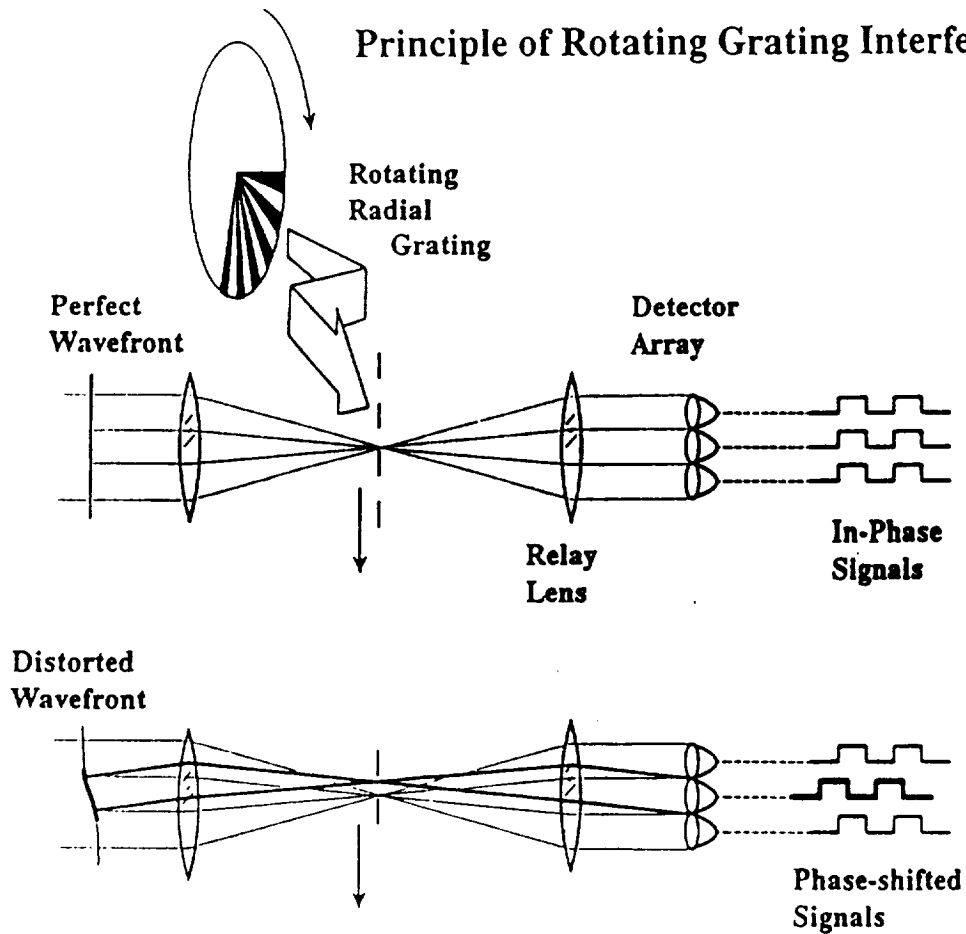 Principle of Rotating Grating Interfe
Rotating
Radial
Grating
Perfect
Wavefront
Detector
Array
In-Phase
Signals
Relay
Lens
Distorted
Wavefront
Phase-shifted
Signals